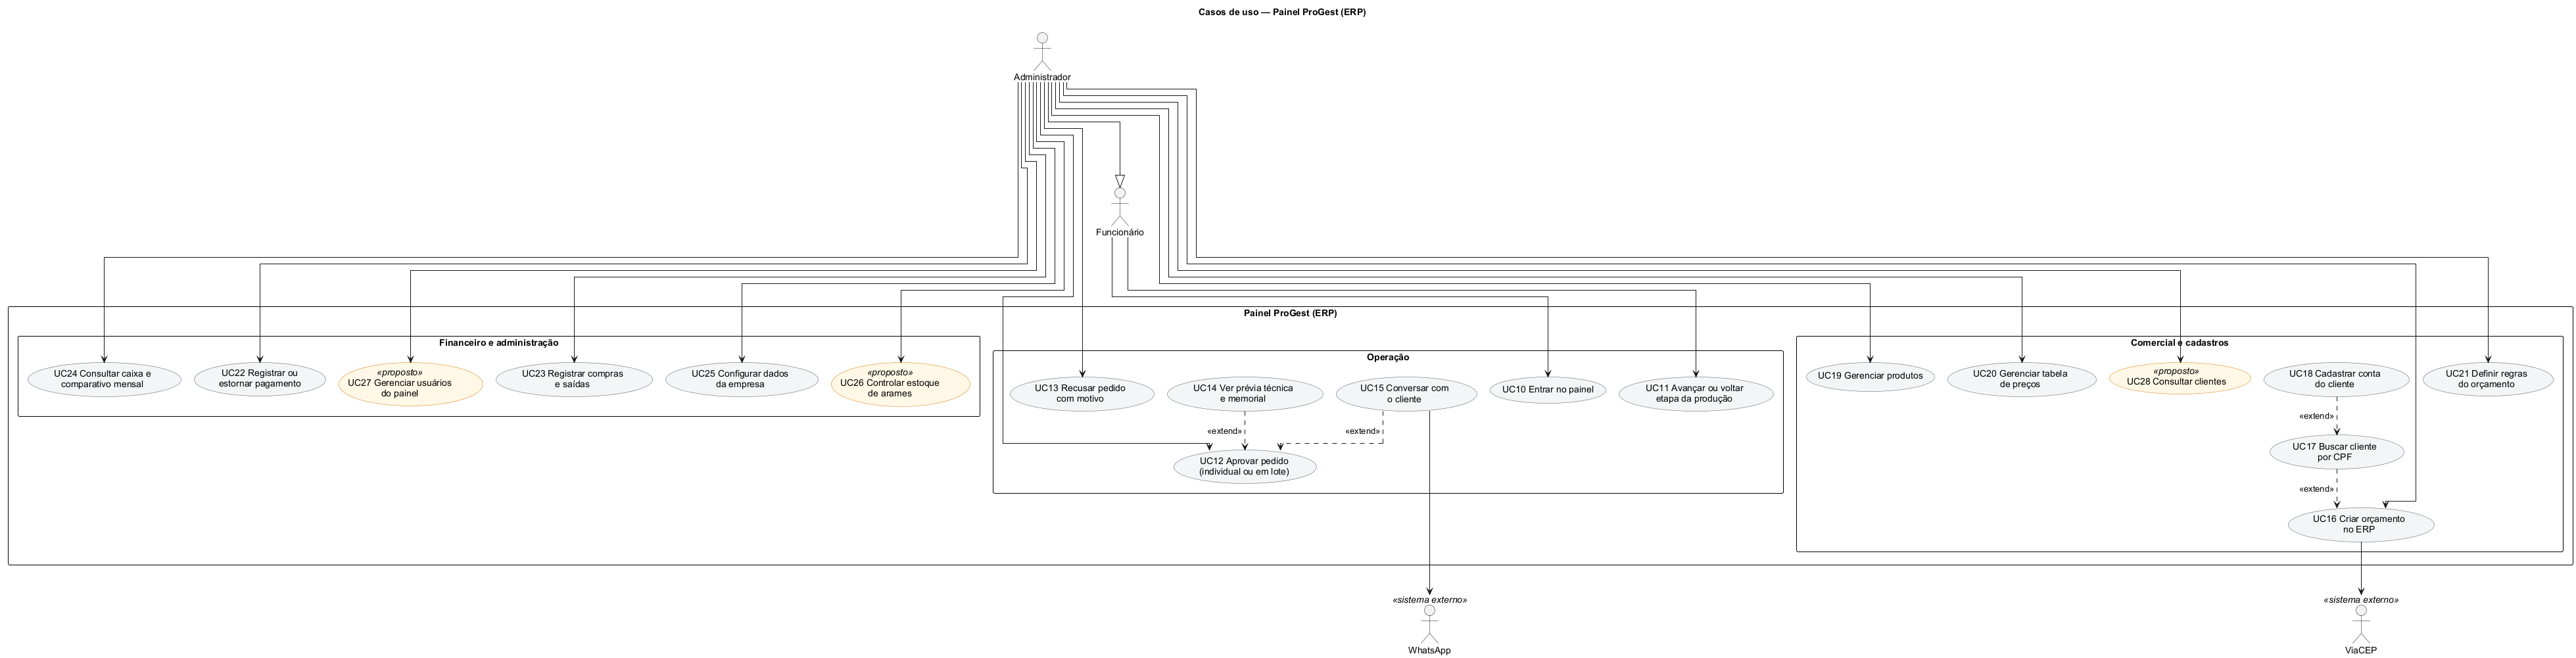 Casos de uso — Painel ProGest (ERP)
Administrador
Funcionário
Painel ProGest (ERP)
Financeiro e administração
UC24 Consultar caixa e
comparativo mensal
UC22 Registrar ou
estornar pagamento
«proposto»
UC27 Gerenciar usuários
do painel
UC23 Registrar compras
e saídas
UC25 Configurar dados
da empresa
«proposto»
UC26 Controlar estoque
de arames
Operação
UC13 Recusar pedido
com motivo
UC14 Ver prévia técnica
e memorial
UC15 Conversar com
o cliente
UC10 Entrar no painel
UC11 Avançar ou voltar
etapa da produção
«extend»
«extend»
UC12 Aprovar pedido
(individual ou em lote)
Comercial e cadastros
UC19 Gerenciar produtos
UC20 Gerenciar tabela
de preços
«proposto»
UC28 Consultar clientes
UC18 Cadastrar conta
do cliente
UC21 Definir regras
do orçamento
«extend»
UC17 Buscar cliente
por CPF
«extend»
UC16 Criar orçamento
no ERP
«sistema externo»
WhatsApp
«sistema externo»
ViaCEP